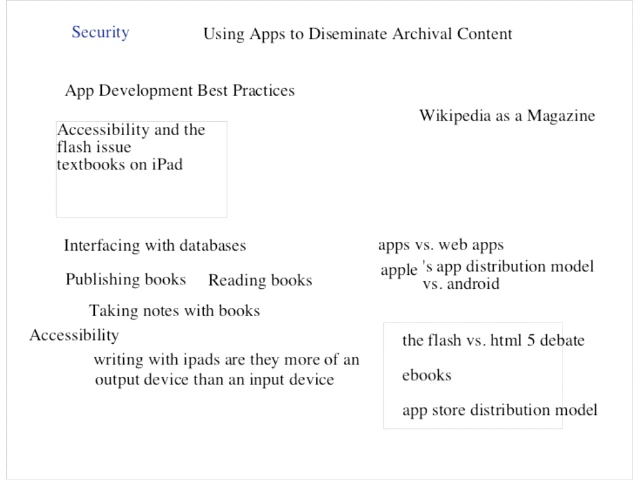 Security
Using Apps to Diseminate Archival Content
App Development Best Practices
Wikipedia as a Magazine
Accessibility and the
flash issue
textbooks on iPad
Interfacing with databases
apps vs. web apps
apple 's app distribution model
vs. android
Publishing books
Reading books
Taking notes with books
Accessibility
writing with ipads are they more of an
output device than an input device
the flash vs. html 5 debate
ebooks
app store distribution model